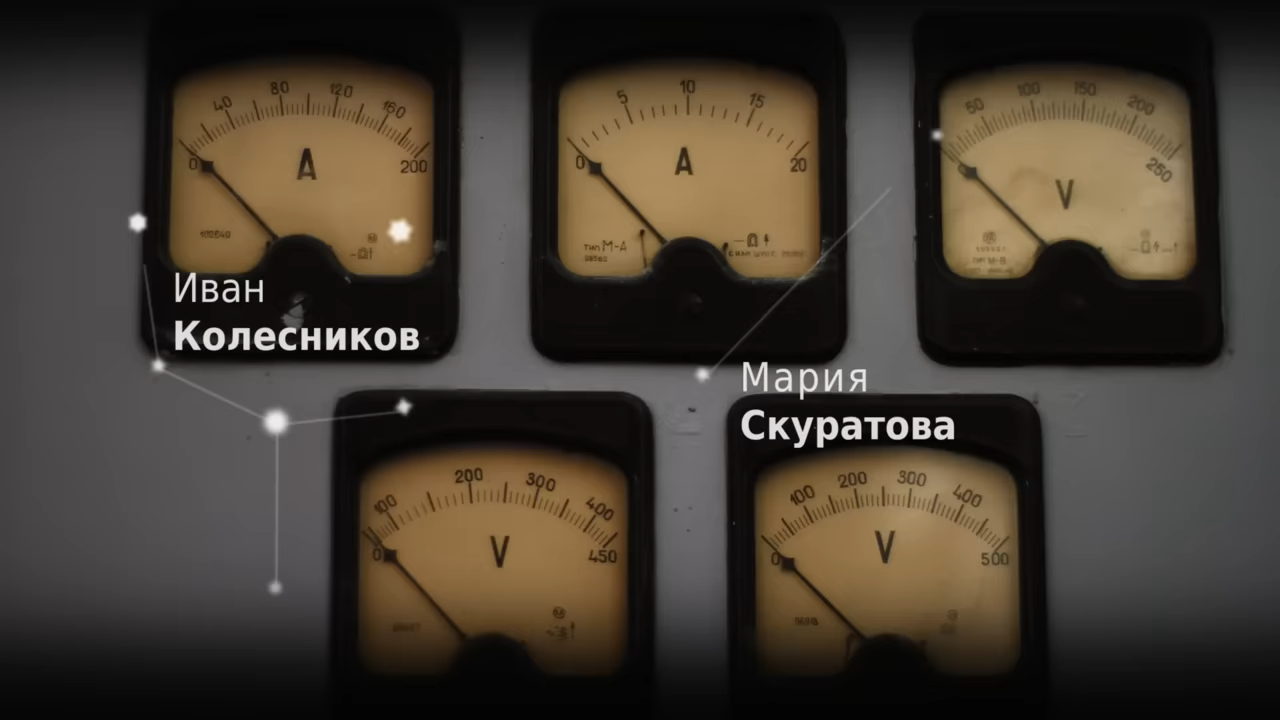 40 80 120 160
0 200
A
5 10 15
0 20
A
ТИП М-А
50 100 150 200
250
V
Иван
Колесников
Мария
Скуратова
100 200 300 400
0 450
V
100 200 300 400
0 500
V